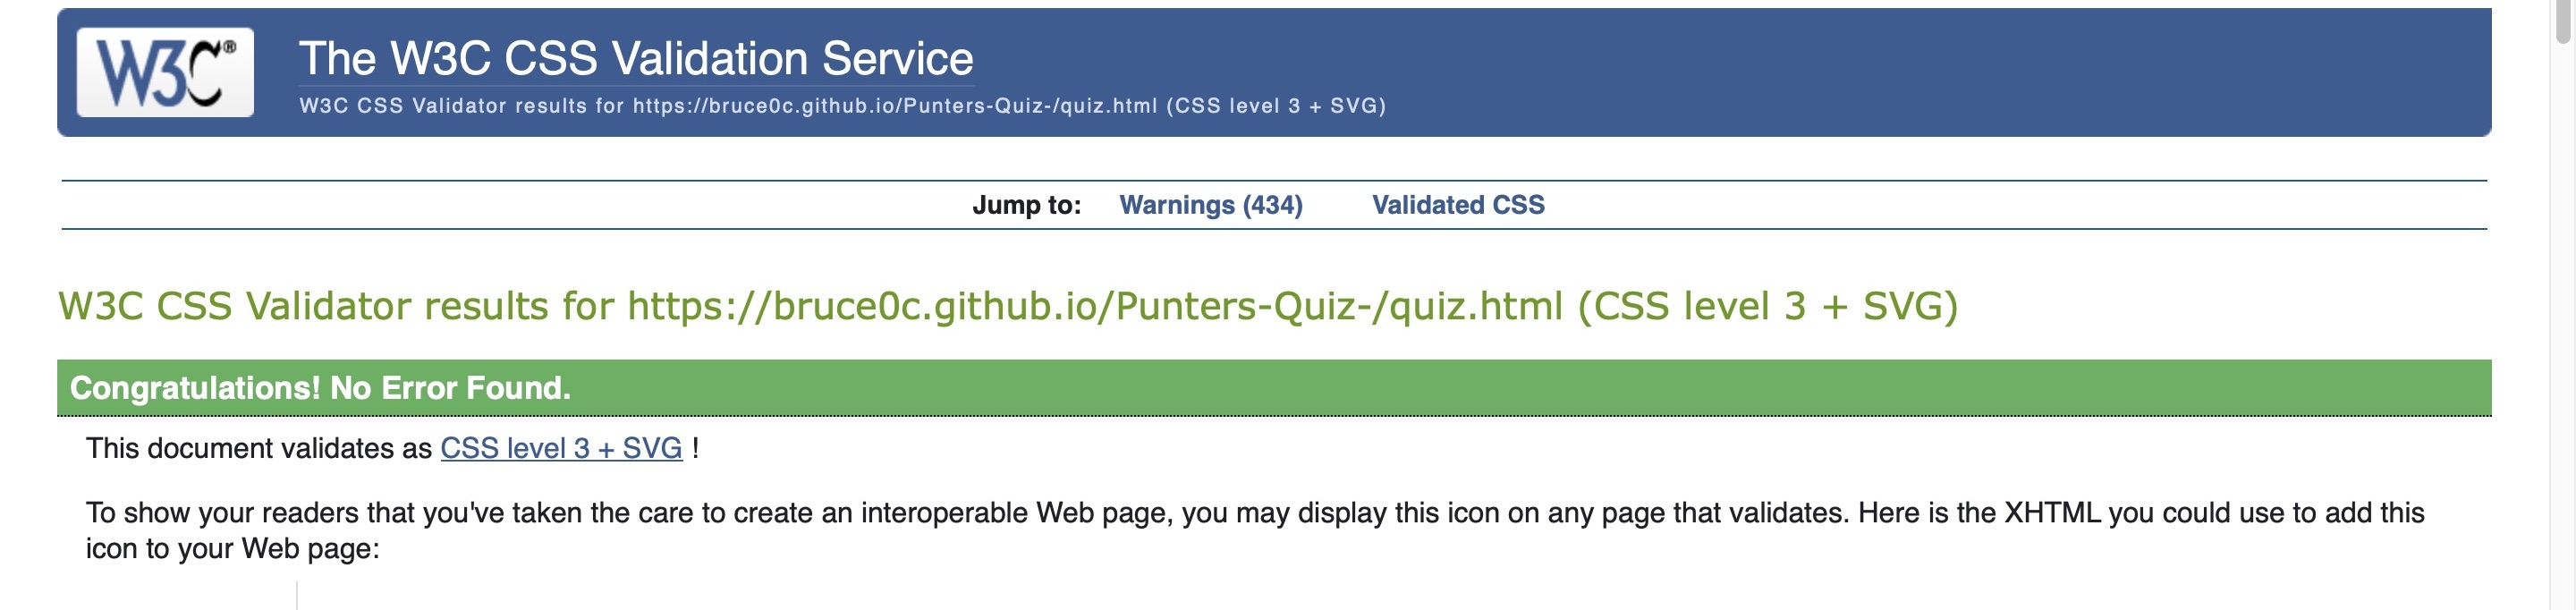 W3C®
The W3C CSS Validation Service
W3C CSS Validator results for https://bruce0c.github.io/Punters-Quiz-/quiz.html (CSS level 3 + SVG)
Jump to: Warnings (434) Validated CSS
W3C CSS Validator results for https://bruce0c.github.io/Punters-Quiz-/quiz.html (CSS level 3 + SVG)
Congratulations! No Error Found.
This document validates as CSS level 3 + SVG !
To show your readers that you've taken the care to create an interoperable Web page, you may display this icon on any page that validates. Here is the XHTML you could use to add this
icon to your Web page: